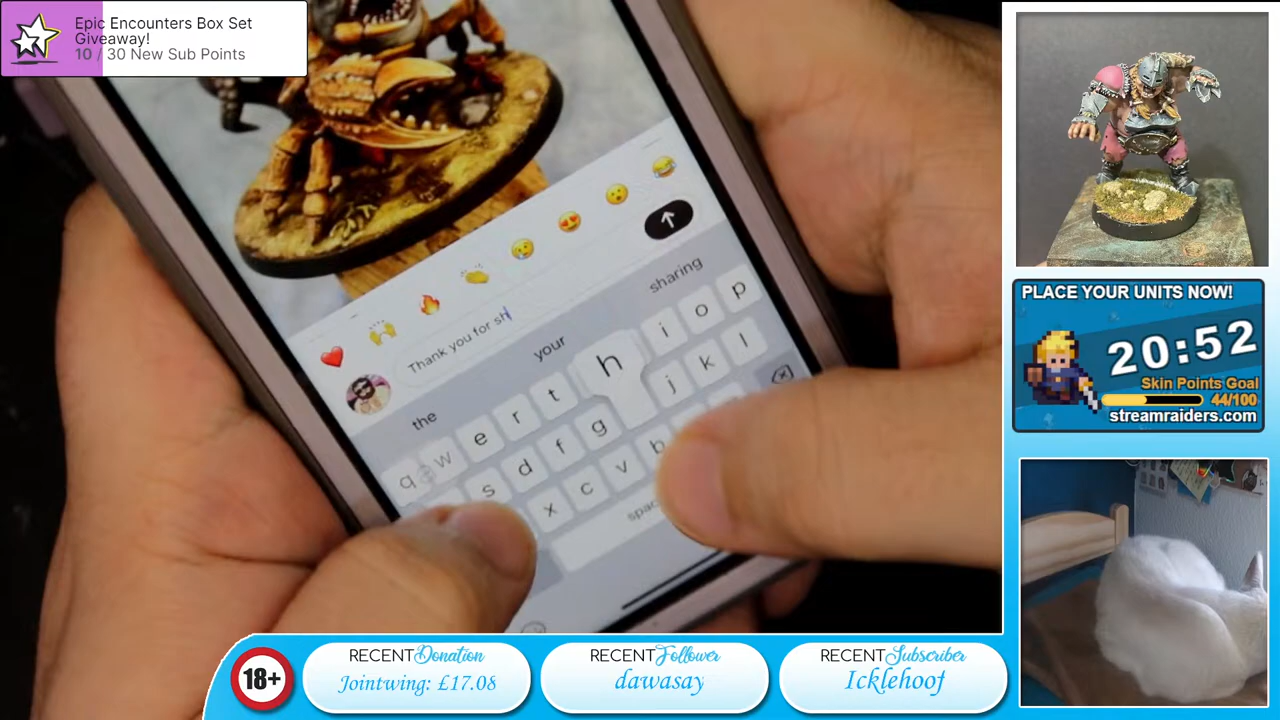 Epic Encounters Box Set
Giveaway!
10 / 30 New Sub Points
Thank you for sh
the
your
sharing
q w e r t h i o p
s d f g j k l
x c v b
spac
PLACE YOUR UNITS NOW!
20:52
Skin Points Goal
44/100
streamraiders.com
18+
RECENT Donation
Jointwing: £17.08
RECENT Follower
dawasay
RECENT Subscriber
Icklehoof